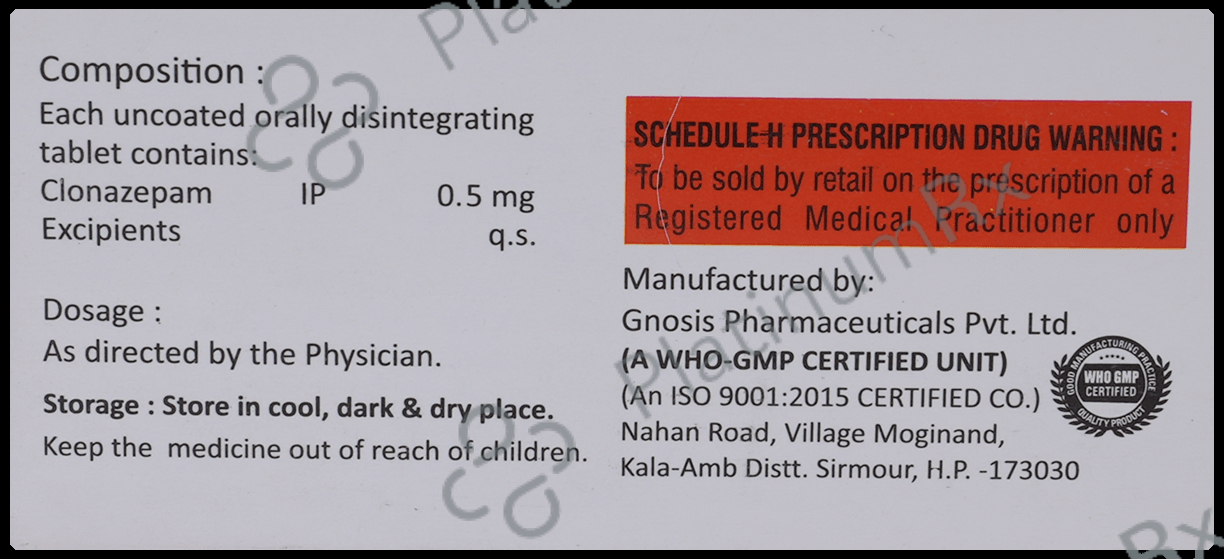 Composition :
Each uncoated orally disintegrating
tablet contains:
Clonazepam IP 0.5 mg
Excipients q.s.
Dosage :
As directed by the Physician.
Storage : Store in cool, dark & dry place.
Keep the medicine out of reach of children.
SCHEDULE-H PRESCRIPTION DRUG WARNING :
To be sold by retail on the prescription of a
Registered Medical Practitioner only
Manufactured by:
Gnosis Pharmaceuticals Pvt. Ltd.
(A WHO-GMP CERTIFIED UNIT)
(An ISO 9001:2015 CERTIFIED CO.)
Nahan Road, Village Moginand,
Kala-Amb Distt. Sirmour, H.P. -173030
GOOD MANUFACTURING PRACTICE
WHO GMP
CERTIFIED
QUALITY PRODUCT
Platinu
PlatinumRx
Rx